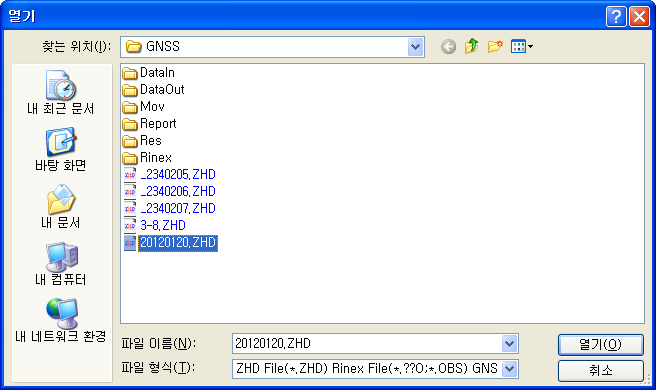 열기
찾는 위치(I):
GNSS
내 최근 문서
바탕 화면
내 문서
내 컴퓨터
내 네트워크 환경
DataIn
DataOut
Mov
Report
Res
Rinex
_2340205,ZHD
_2340206,ZHD
_2340207,ZHD
3-8,ZHD
20120120,ZHD
파일 이름(N):
20120120,ZHD
열기(O)
파일 형식(T):
ZHD File(*,ZHD) Rinex File(*,??O;*,OBS) GNS
취소